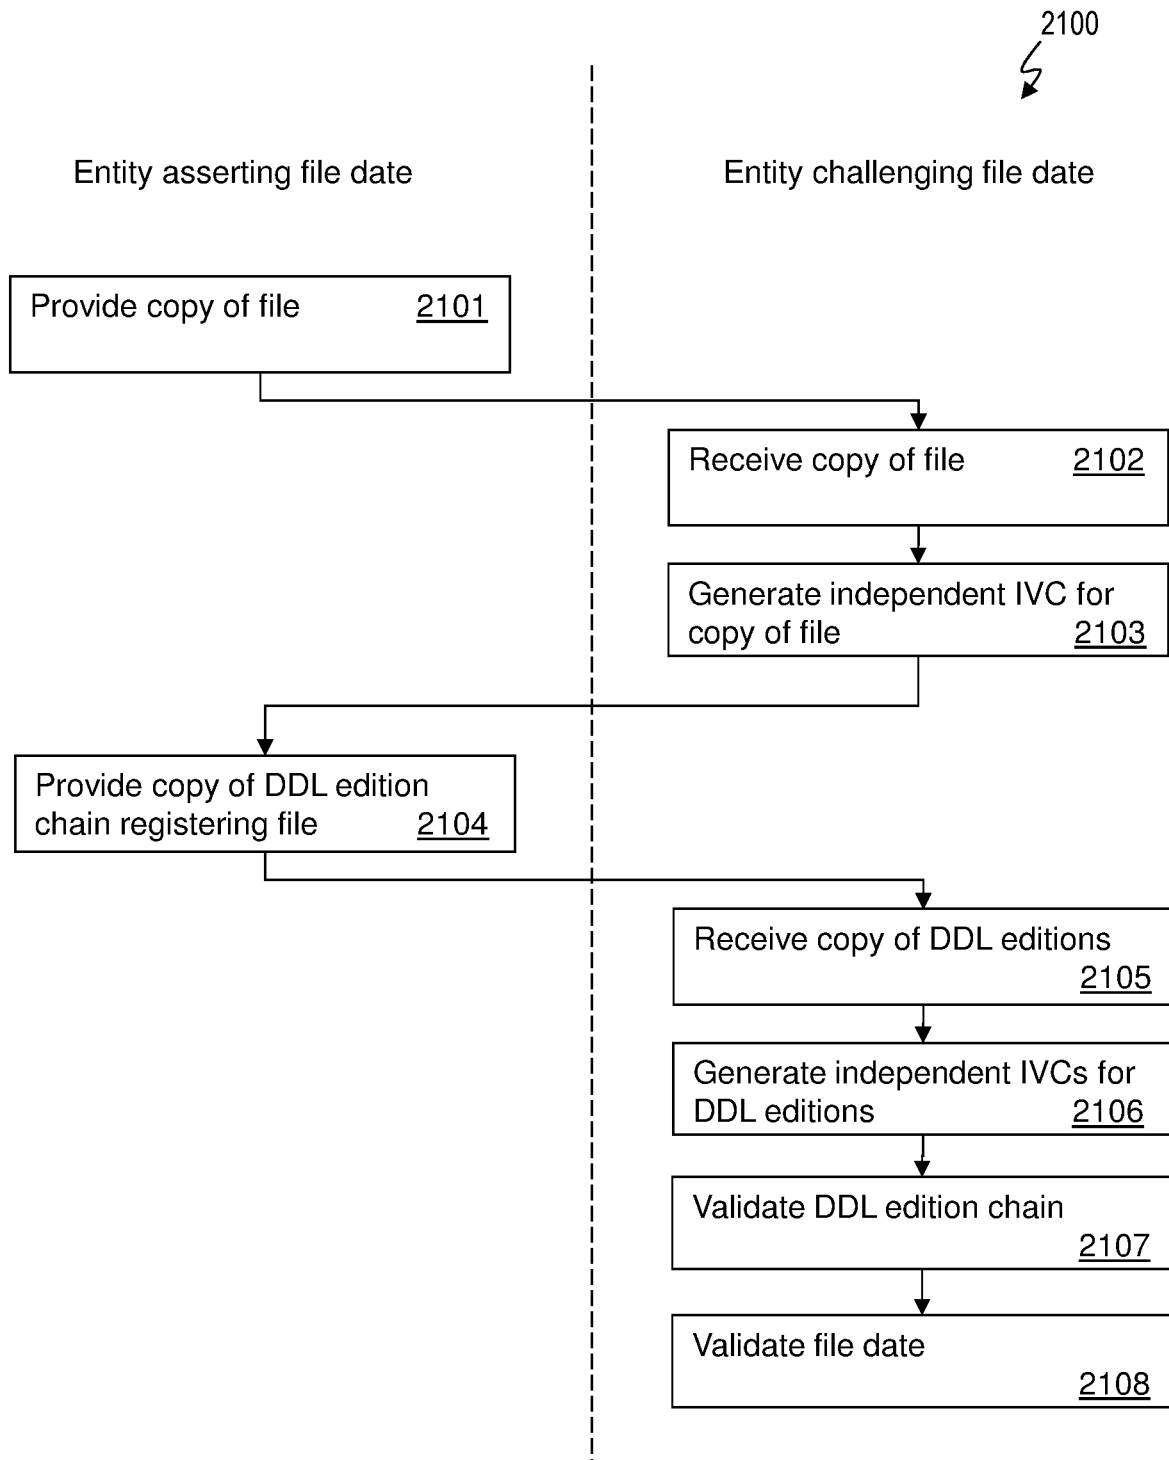 2100
Entity asserting file date
Entity challenging file date
Provide copy of file 2101
Receive copy of file 2102
Generate independent IVC for
copy of file 2103
Provide copy of DDL edition
chain registering file 2104
Receive copy of DDL editions
2105
Generate independent IVCs for
DDL editions 2106
Validate DDL edition chain
2107
Validate file date
2108